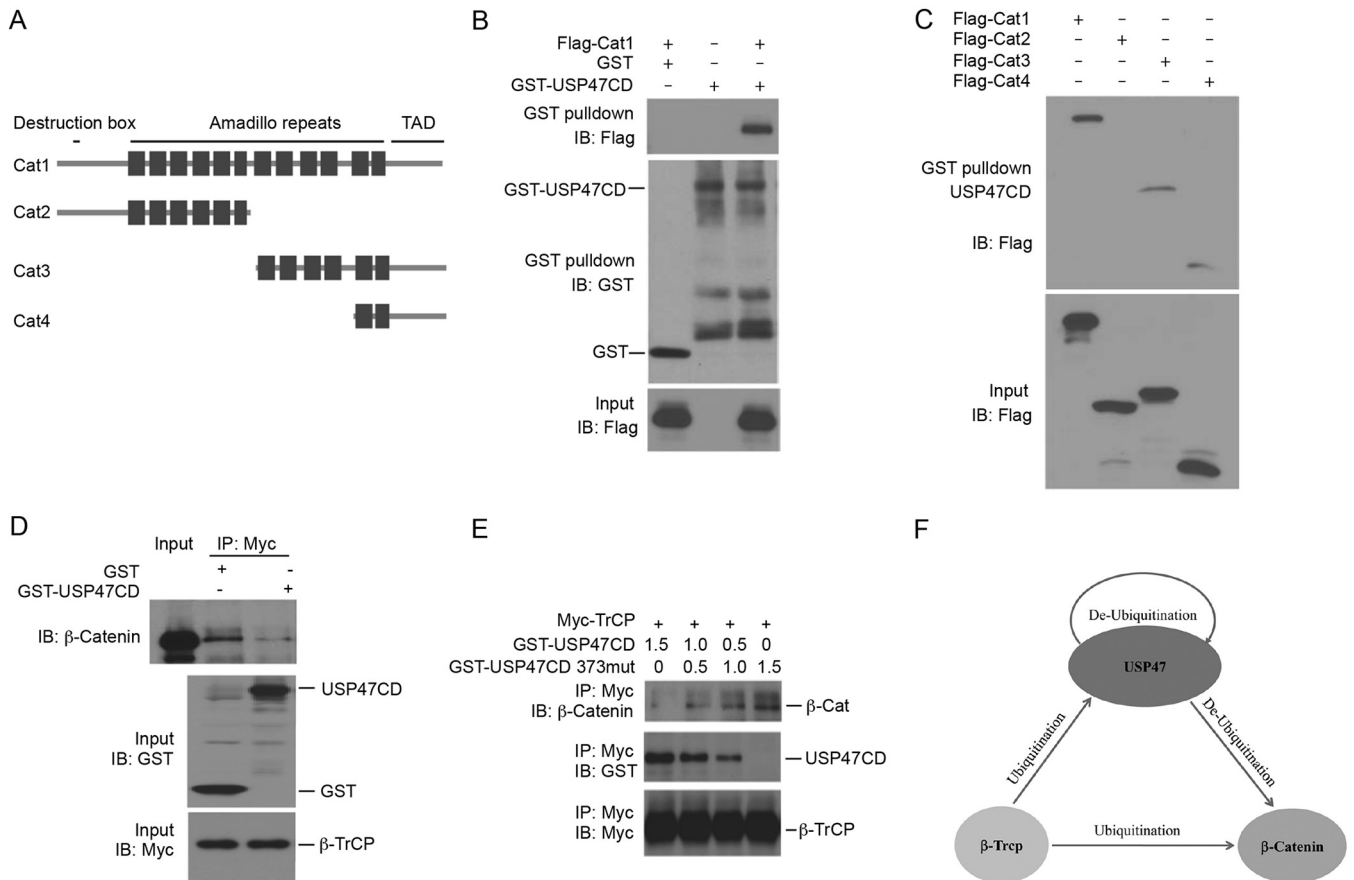 A
Destruction box Amadillo repeats TAD
Cat1
Cat2
Cat3
Cat4
B
Flag-Cat1 + − +
GST + − −
GST-USP47CD − + +
GST pulldown
IB: Flag
GST-USP47CD
GST pulldown
IB: GST
GST
Input
IB: Flag
C
Flag-Cat1 + − − −
Flag-Cat2 − + − −
Flag-Cat3 − − + −
Flag-Cat4 − − − +
GST pulldown
USP47CD
IB: Flag
Input
IB: Flag
D
Input IP: Myc
GST + -
GST-USP47CD - +
IB: β-Catenin
USP47CD
Input
IB: GST
GST
Input
IB: Myc
β-TrCP
E
Myc-TrCP + + + +
GST-USP47CD 1.5 1.0 0.5 0
GST-USP47CD 373mut 0 0.5 1.0 1.5
IP: Myc
IB: β-Catenin
β-Cat
IP: Myc
IB: GST
USP47CD
IP: Myc
IB: Myc
β-TrCP
F
De-Ubiquitination
USP47
Ubiquitination
De-Ubiquitination
β-Trcp
Ubiquitination
β-Catenin